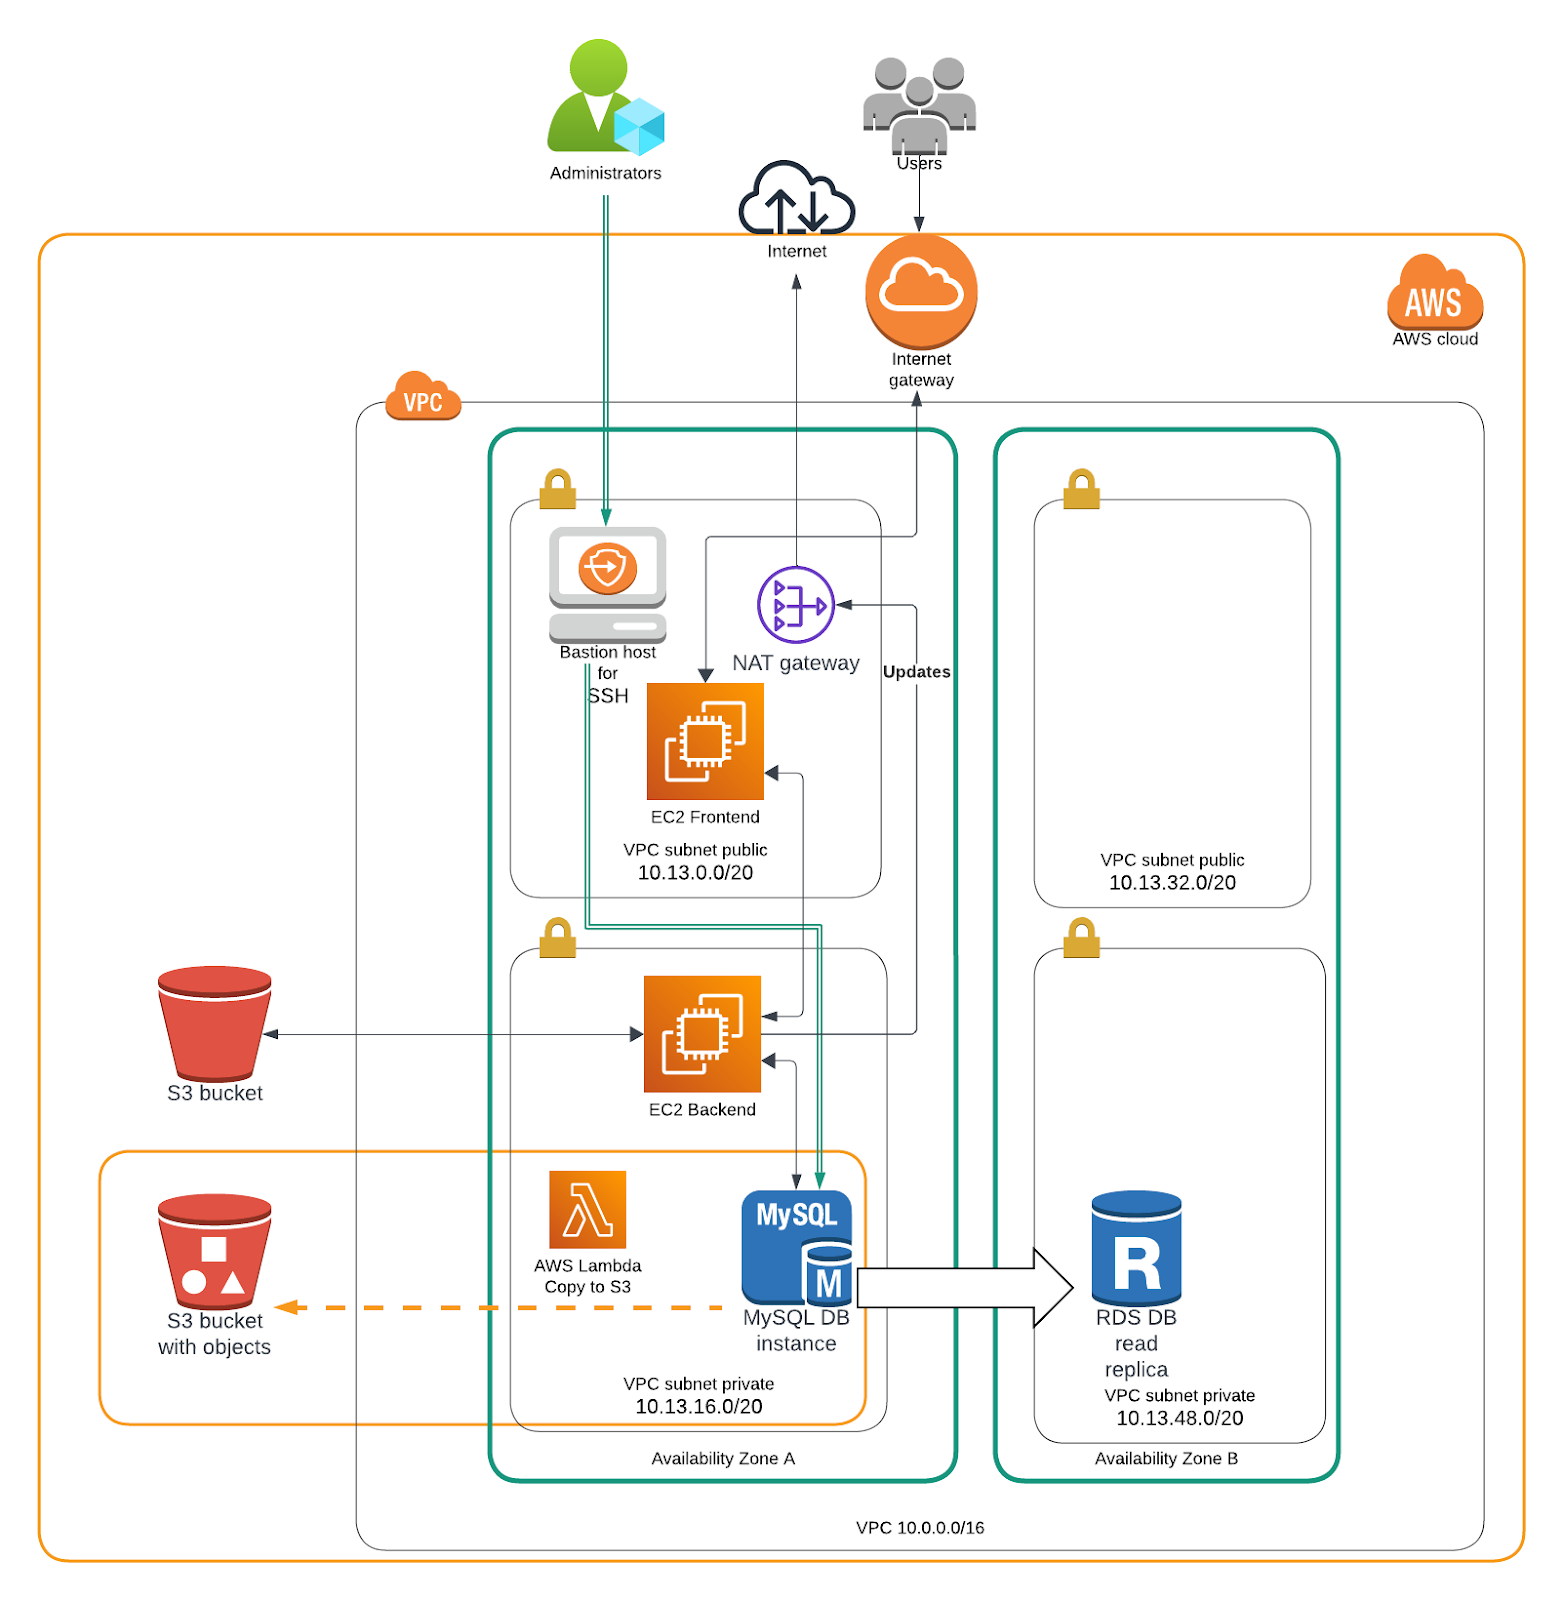 Administrators
Users
Internet
AWS
AWS cloud
Internet
gateway
VPC
Bastion host
for
SSH
NAT gateway
Updates
EC2 Frontend
VPC subnet public
10.13.0.0/20
VPC subnet public
10.13.32.0/20
S3 bucket
EC2 Backend
AWS Lambda
Copy to S3
MySQL
M
MySQL DB
instance
R
RDS DB
read
replica
S3 bucket
with objects
VPC subnet private
10.13.16.0/20
VPC subnet private
10.13.48.0/20
Availability Zone A
Availability Zone B
VPC 10.0.0.0/16